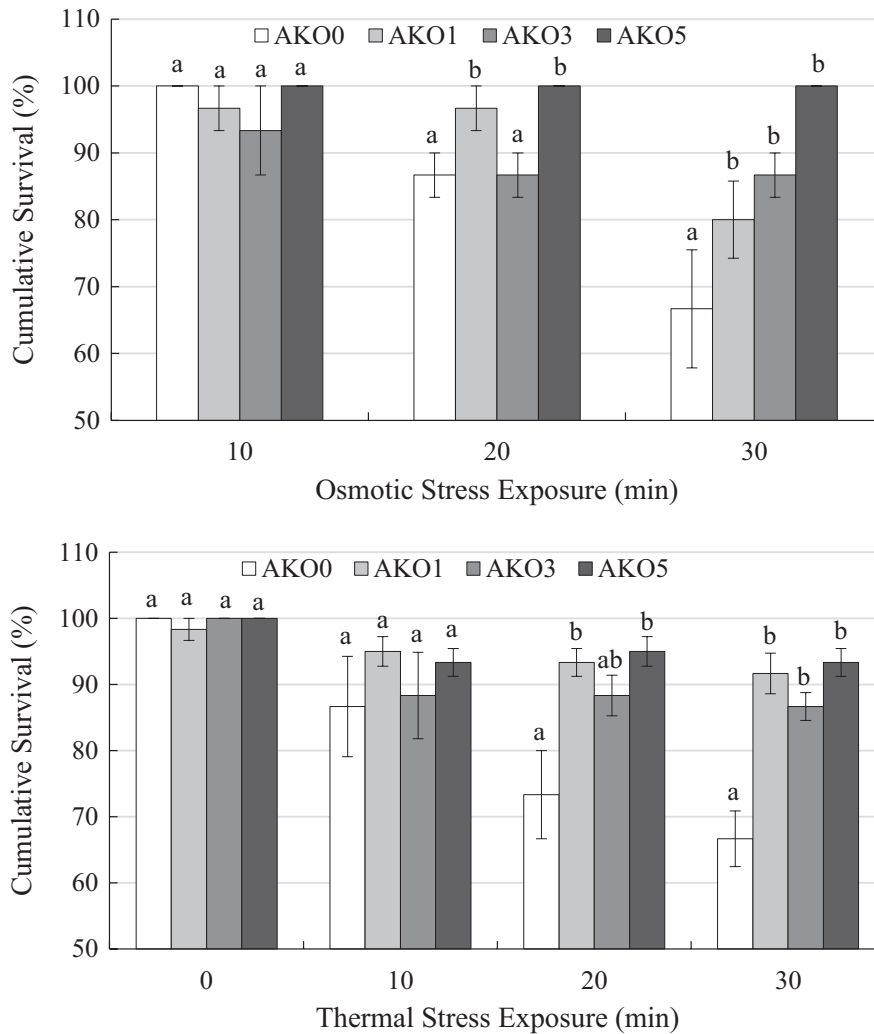 100
90
80
70
60
50
Cumulative Survival (%)
AKO0 AKO1 AKO3 AKO5
a a a a
a b a b
a b b b
10 20 30
Osmotic Stress Exposure (min)
110
100
90
80
70
60
50
Cumulative Survival (%)
AKO0 AKO1 AKO3 AKO5
a a a a
a a a a
a b ab b
a b b b
0 10 20 30
Thermal Stress Exposure (min)